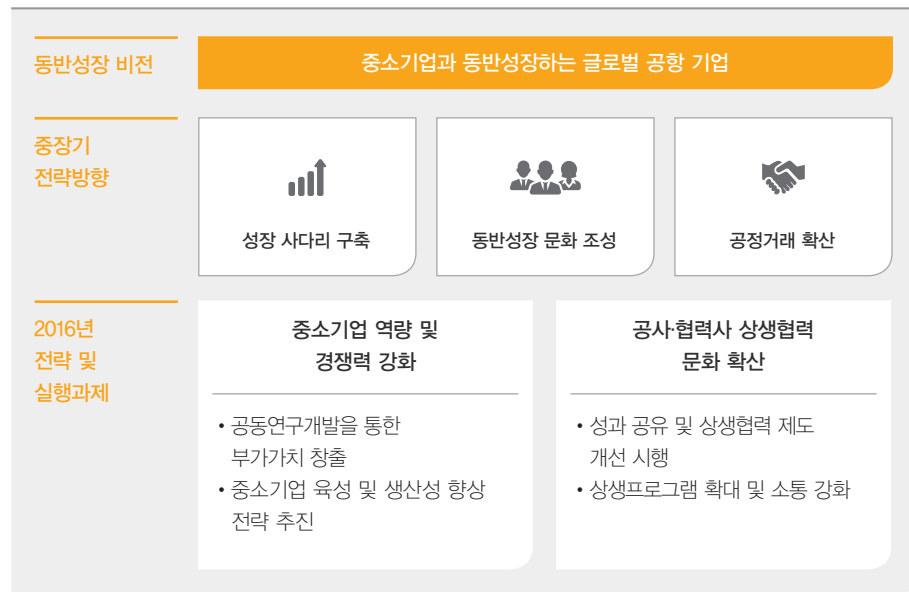 동반성장 비전
중소기업과 동반성장하는 글로벌 공항 기업
중장기
전략방향
성장 사다리 구축
동반성장 문화 조성
공정거래 확산
2016년
전략 및
실행과제
중소기업 역량 및
경쟁력 강화
• 공동연구개발을 통한
부가가치 창출
• 중소기업 육성 및 생산성 향상
전략 추진
공사·협력사 상생협력
문화 확산
• 성과 공유 및 상생협력 제도
개선 시행
• 상생프로그램 확대 및 소통 강화